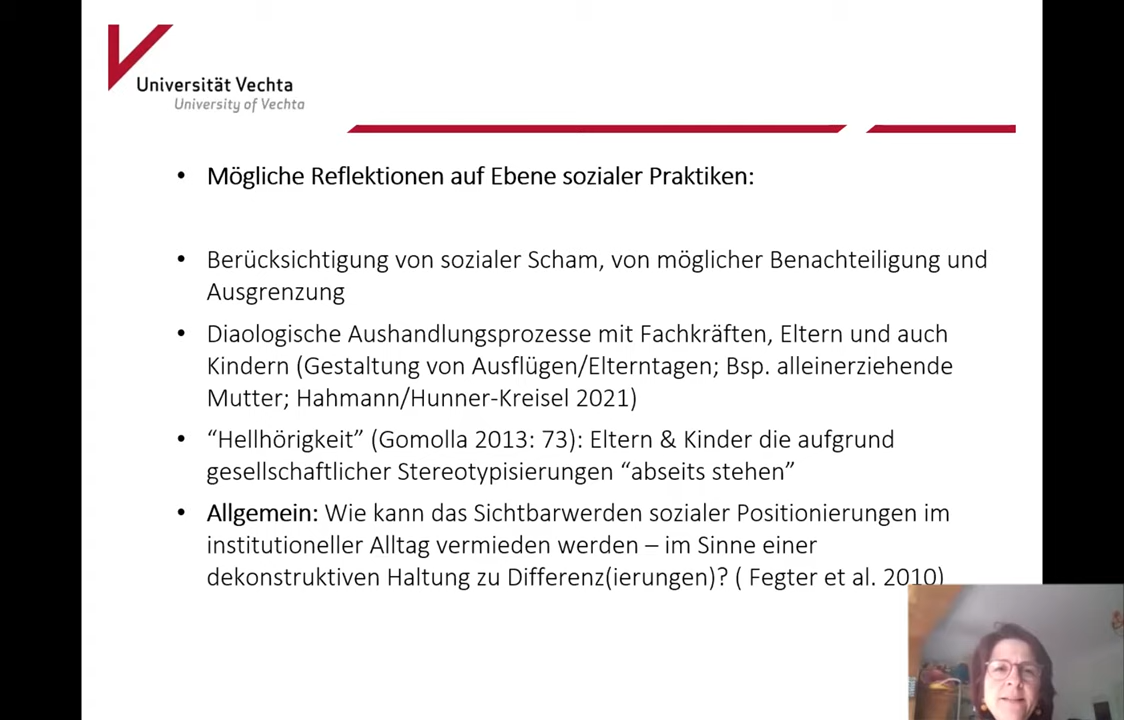 Universität Vechta
University of Vechta
• Mögliche Reflektionen auf Ebene sozialer Praktiken:
• Berücksichtigung von sozialer Scham, von möglicher Benachteiligung und
Ausgrenzung
• Diaologische Aushandlungsprozesse mit Fachkräften, Eltern und auch
Kindern (Gestaltung von Ausflügen/Elterntagen; Bsp. alleinerziehende
Mutter; Hahmann/Hunner-Kreisel 2021)
• “Hellhörigkeit” (Gomolla 2013: 73): Eltern & Kinder die aufgrund
gesellschaftlicher Stereotypisierungen “abseits stehen”
• Allgemein: Wie kann das Sichtbarwerden sozialer Positionierungen im
institutioneller Alltag vermieden werden – im Sinne einer
dekonstruktiven Haltung zu Differenz(ierungen)? ( Fegter et al. 2010)